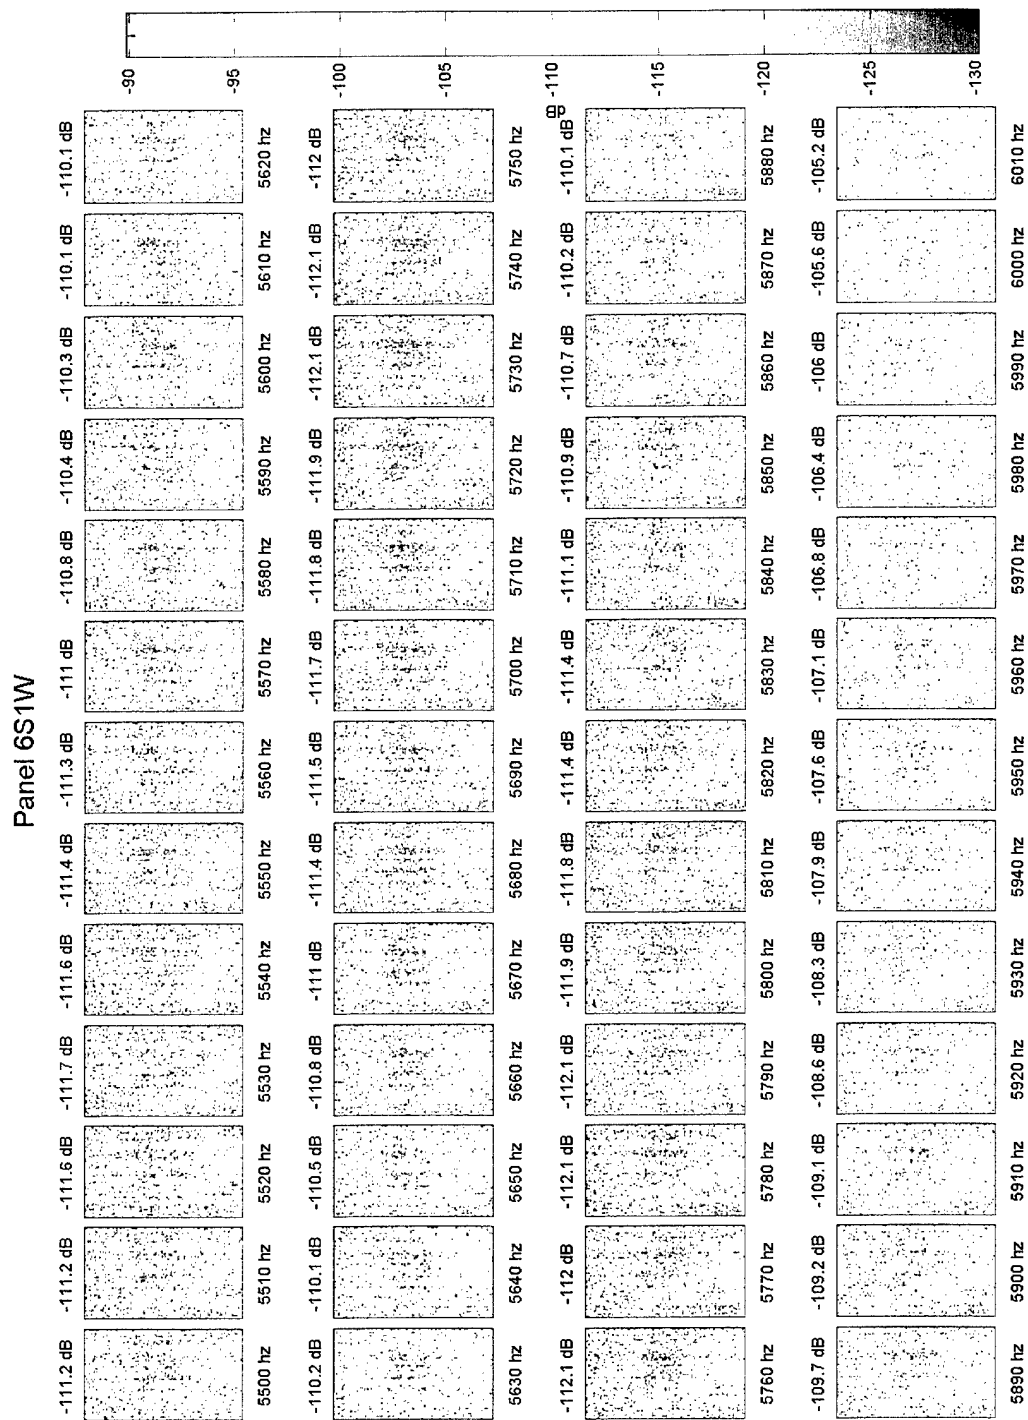 Panel 6S1W
-111.2 dB -111.2 dB -111.6 dB -111.7 dB -111.6 dB -111.4 dB -111.3 dB -111 dB -110.8 dB -110.4 dB -110.3 dB -110.1 dB -110.1 dB
5500 hz 5510 hz 5520 hz 5530 hz 5540 hz 5550 hz 5560 hz 5570 hz 5580 hz 5590 hz 5600 hz 5610 hz 5620 hz
-110.2 dB -110.1 dB -110.5 dB -110.8 dB -111 dB -111.4 dB -111.5 dB -111.7 dB -111.8 dB -111.9 dB -112.1 dB -112.1 dB -112 dB
5630 hz 5640 hz 5650 hz 5660 hz 5670 hz 5680 hz 5690 hz 5700 hz 5710 hz 5720 hz 5730 hz 5740 hz 5750 hz
-112.1 dB -112 dB -112.1 dB -112.1 dB -111.9 dB -111.8 dB -111.4 dB -111.4 dB -111.1 dB -110.9 dB -110.7 dB -110.2 dB -110.1 dB
5760 hz 5770 hz 5780 hz 5790 hz 5800 hz 5810 hz 5820 hz 5830 hz 5840 hz 5850 hz 5860 hz 5870 hz 5880 hz
-109.7 dB -109.2 dB -109.1 dB -108.6 dB -108.3 dB -107.9 dB -107.6 dB -107.1 dB -106.8 dB -106.4 dB -106 dB -105.6 dB -105.2 dB
5890 hz 5900 hz 5910 hz 5920 hz 5930 hz 5940 hz 5950 hz 5960 hz 5970 hz 5980 hz 5990 hz 6000 hz 6010 hz
-90
-95
-100
-105
-110
dB
-115
-120
-125
-130